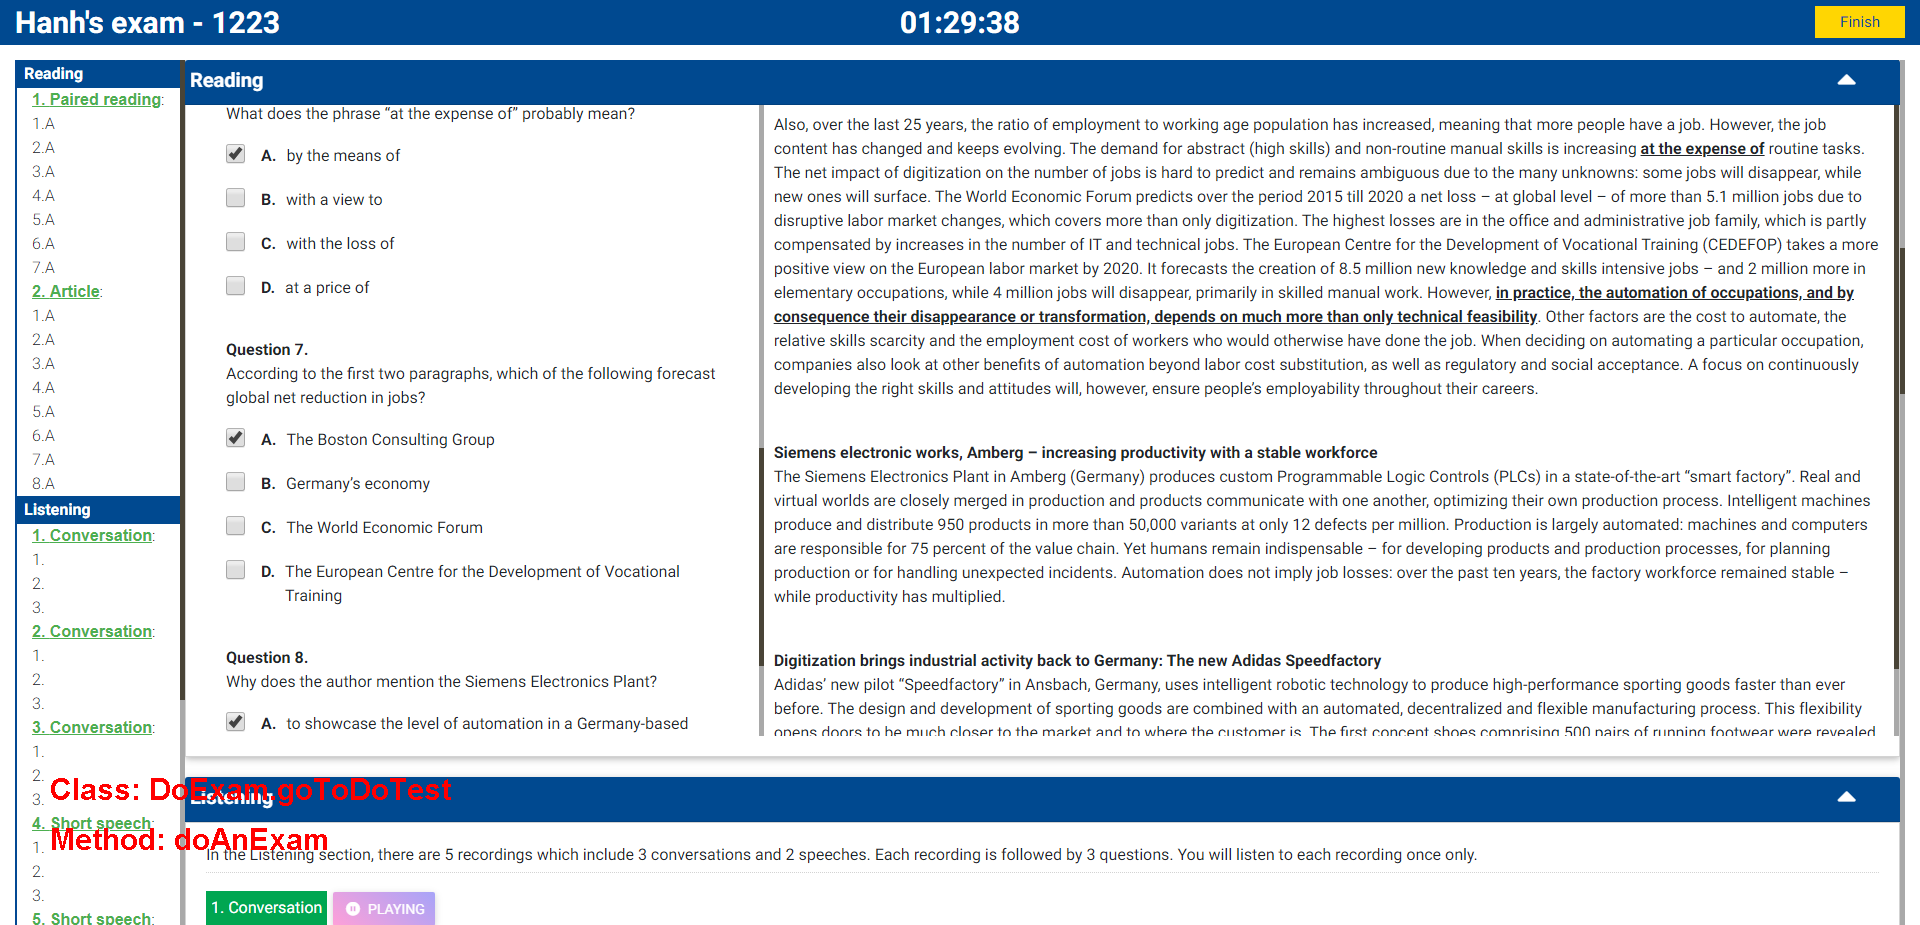 Hanh's exam - 1223
01:29:38
Finish
Reading
1. Paired reading:
1.A
2.A
3.A
4.A
5.A
6.A
7.A
2. Article:
1.A
2.A
3.A
4.A
5.A
6.A
7.A
8.A
Listening
1. Conversation:
1.
2.
3.
2. Conversation:
1.
2.
3.
3. Conversation:
1.
2.
3.
4. Short speech:
1.
2.
3.
5. Short speech:
Reading
What does the phrase “at the expense of” probably mean?
A. by the means of
B. with a view to
C. with the loss of
D. at a price of
Question 7.
According to the first two paragraphs, which of the following forecast
global net reduction in jobs?
A. The Boston Consulting Group
B. Germany’s economy
C. The World Economic Forum
D. The European Centre for the Development of Vocational
Training
Question 8.
Why does the author mention the Siemens Electronics Plant?
A. to showcase the level of automation in a Germany-based
Also, over the last 25 years, the ratio of employment to working age population has increased, meaning that more people have a job. However, the job
content has changed and keeps evolving. The demand for abstract (high skills) and non-routine manual skills is increasing at the expense of routine tasks.
The net impact of digitization on the number of jobs is hard to predict and remains ambiguous due to the many unknowns: some jobs will disappear, while
new ones will surface. The World Economic Forum predicts over the period 2015 till 2020 a net loss – at global level – of more than 5.1 million jobs due to
disruptive labor market changes, which covers more than only digitization. The highest losses are in the office and administrative job family, which is partly
compensated by increases in the number of IT and technical jobs. The European Centre for the Development of Vocational Training (CEDEFOP) takes a more
positive view on the European labor market by 2020. It forecasts the creation of 8.5 million new knowledge and skills intensive jobs – and 2 million more in
elementary occupations, while 4 million jobs will disappear, primarily in skilled manual work. However, in practice, the automation of occupations, and by
consequence their disappearance or transformation, depends on much more than only technical feasibility. Other factors are the cost to automate, the
relative skills scarcity and the employment cost of workers who would otherwise have done the job. When deciding on automating a particular occupation,
companies also look at other benefits of automation beyond labor cost substitution, as well as regulatory and social acceptance. A focus on continuously
developing the right skills and attitudes will, however, ensure people’s employability throughout their careers.
Siemens electronic works, Amberg – increasing productivity with a stable workforce
The Siemens Electronics Plant in Amberg (Germany) produces custom Programmable Logic Controls (PLCs) in a state-of-the-art “smart factory”. Real and
virtual worlds are closely merged in production and products communicate with one another, optimizing their own production process. Intelligent machines
produce and distribute 950 products in more than 50,000 variants at only 12 defects per million. Production is largely automated: machines and computers
are responsible for 75 percent of the value chain. Yet humans remain indispensable – for developing products and production processes, for planning
production or for handling unexpected incidents. Automation does not imply job losses: over the past ten years, the factory workforce remained stable –
while productivity has multiplied.
Digitization brings industrial activity back to Germany: The new Adidas Speedfactory
Adidas’ new pilot “Speedfactory” in Ansbach, Germany, uses intelligent robotic technology to produce high-performance sporting goods faster than ever
before. The design and development of sporting goods are combined with an automated, decentralized and flexible manufacturing process. This flexibility
opens doors to be much closer to the market and to where the customer is. The first concept shoes comprising 500 pairs of running footwear were revealed
Class: DoExam.goToDoTest
Listening
Method: doAnExam
In the Listening section, there are 5 recordings which include 3 conversations and 2 speeches. Each recording is followed by 3 questions. You will listen to each recording once only.
1. Conversation
PLAYING